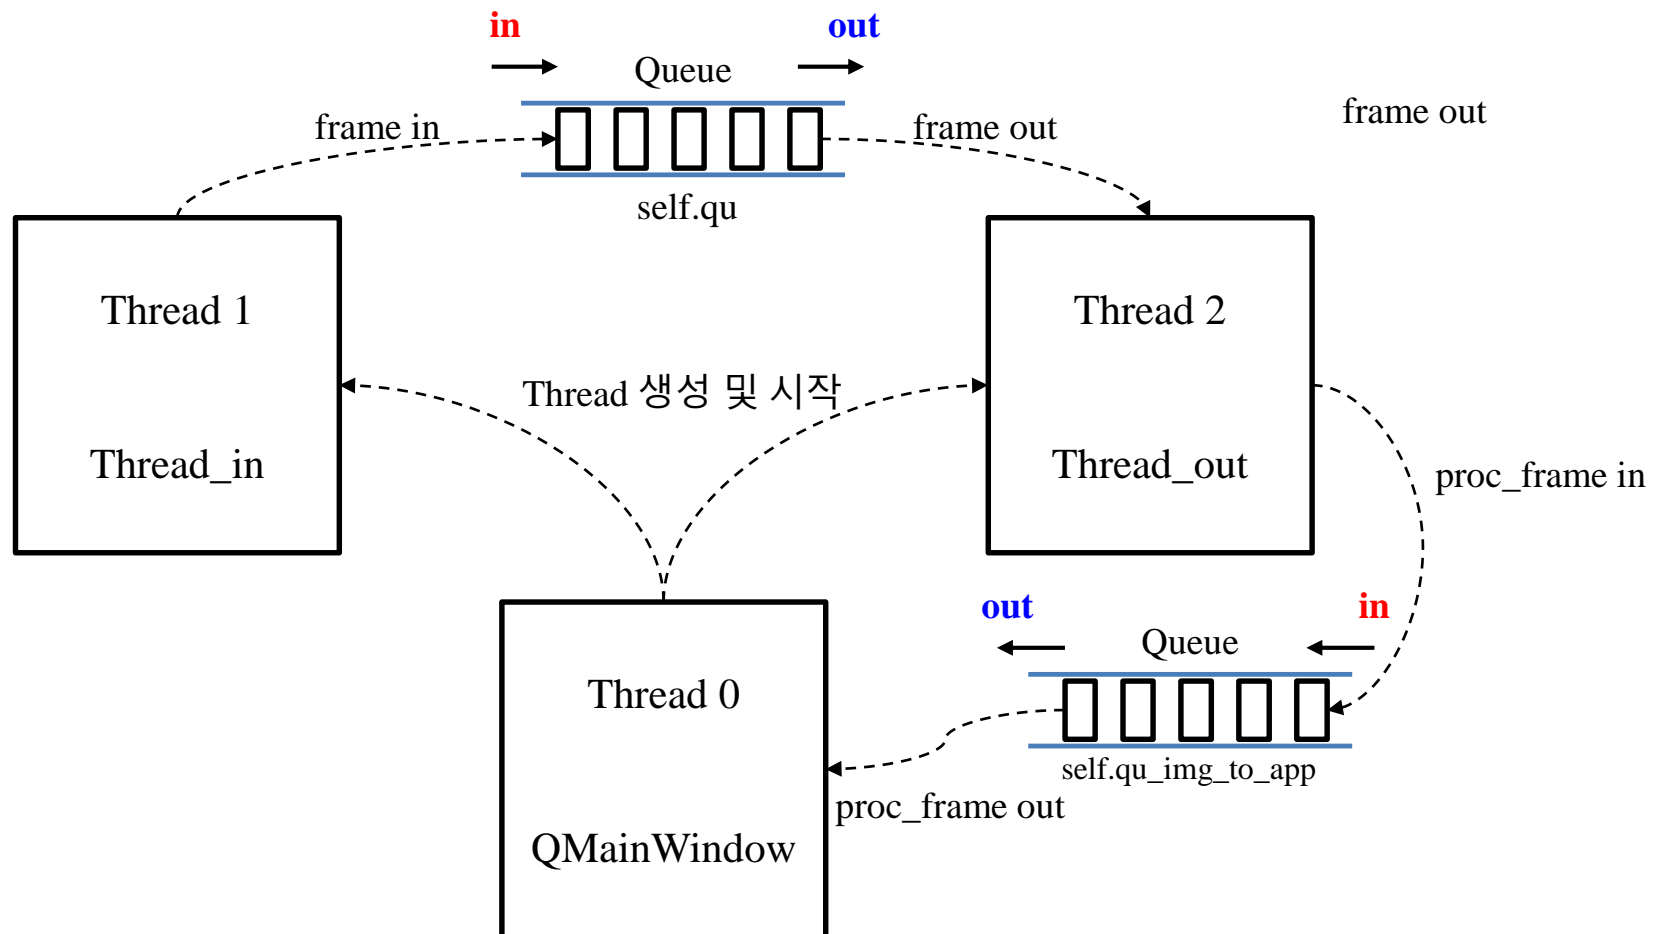 in
out
Queue
frame in
frame out
frame out
self.qu
Thread 1
Thread_in
Thread 생성 및 시작
Thread 2
Thread_out
proc_frame in
out
in
Queue
self.qu_img_to_app
proc_frame out
Thread 0
QMainWindow